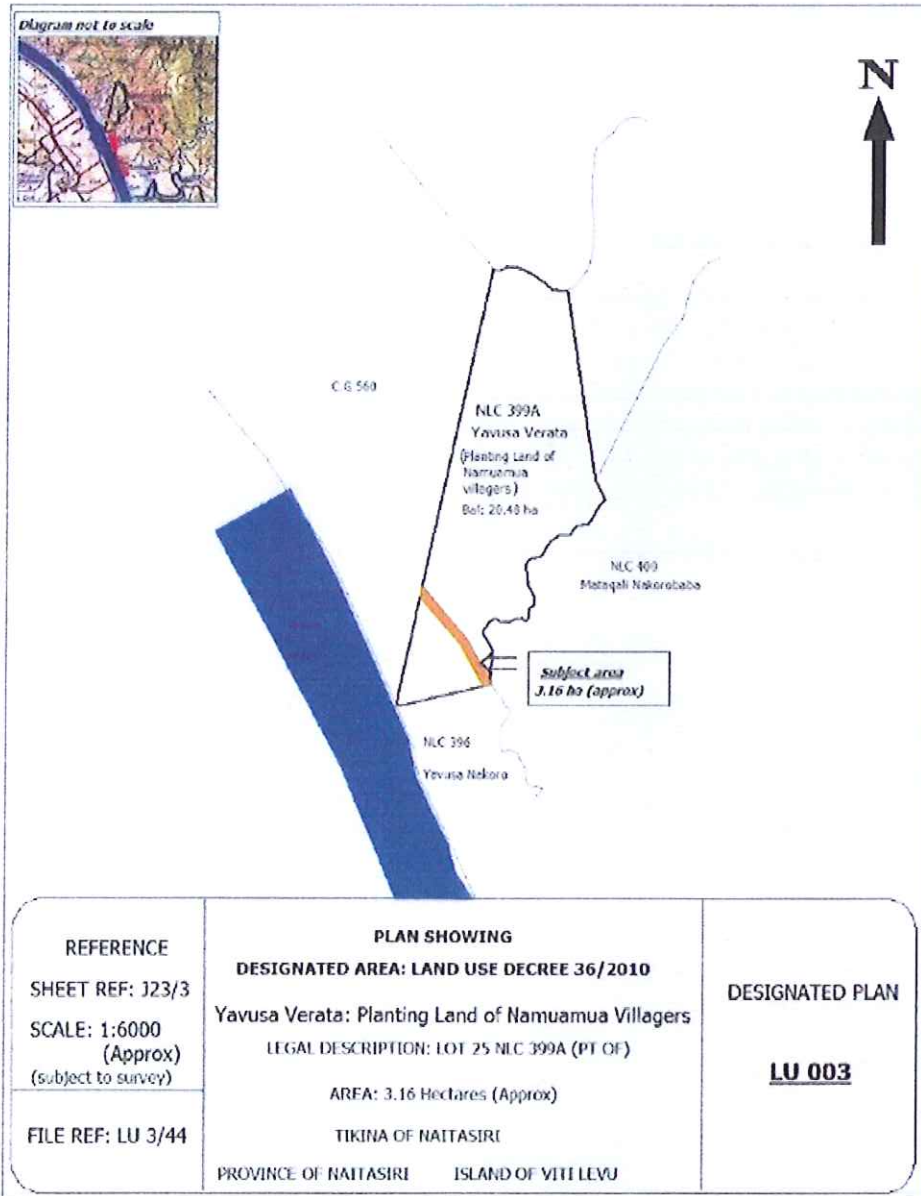 Diagram not to scale
N
C G 560
NLC 399A
Yavusa Verata
(Planting Land of
Namuamua
villagers)
Bal: 20.48 ha
NLC 400
Mataqali Nakorobaba
Subject area
3.16 ha (approx)
NLC 396
Yavusa Nakoro
REFERENCE
SHEET REF: J23/3
SCALE: 1:6000
(Approx)
(subject to survey)
FILE REF: LU 3/44
PLAN SHOWING
DESIGNATED AREA: LAND USE DECREE 36/2010
Yavusa Verata: Planting Land of Namuamua Villagers
LEGAL DESCRIPTION: LOT 25 NLC 399A (PT OF)
AREA: 3.16 Hectares (Approx)
TIKINA OF NAITASIRI
PROVINCE OF NAITASIRI ISLAND OF VITI LEVU
DESIGNATED PLAN
LU 003